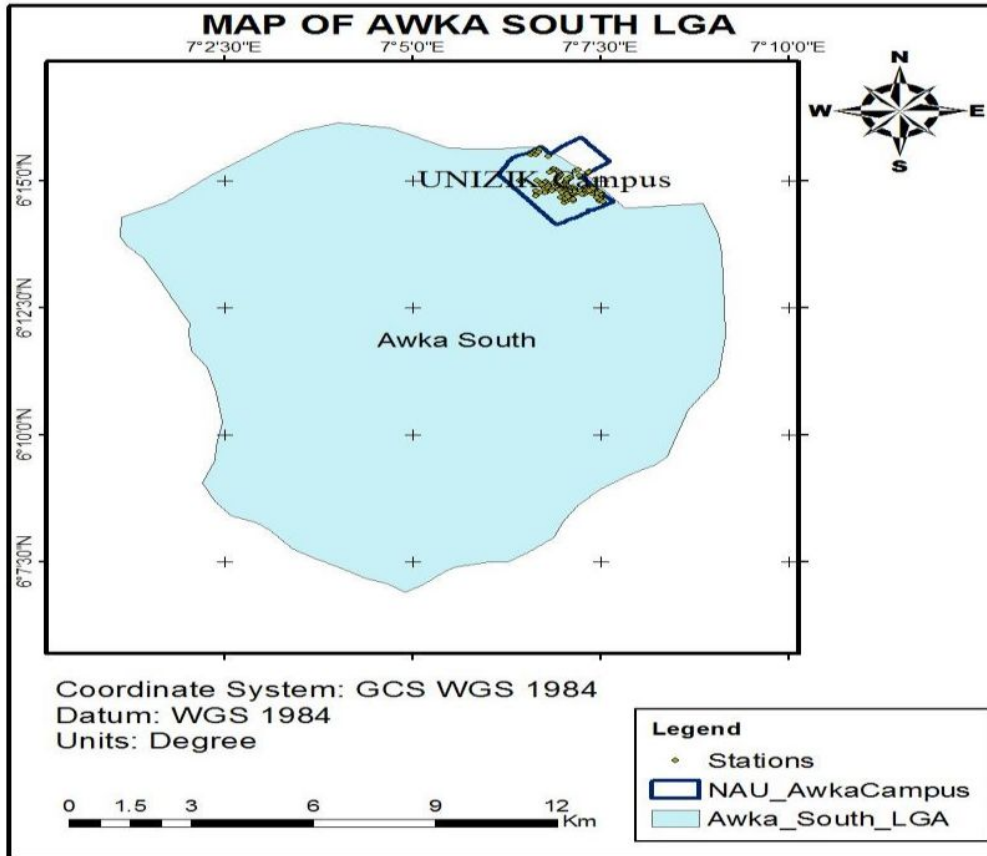 MAP OF AWKA SOUTH LGA
7°2'30"E 7°5'0"E 7°7'30"E 7°10'0"E
N
W E
S
6°15'0"N
UNIZIK Campus
6°12'30"N
Awka South
6°10'0"N
6°7'30"N
Coordinate System: GCS WGS 1984
Datum: WGS 1984
Units: Degree
Legend
Stations
NAU_AwkaCampus
Awka_South_LGA
0 1.5 3 6 9 12
Km